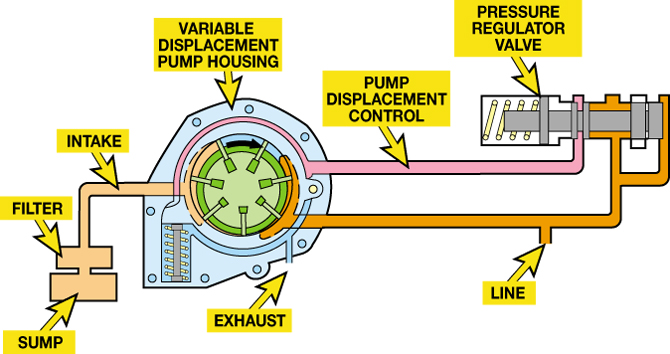 VARIABLE
DISPLACEMENT
PUMP HOUSING
PRESSURE
REGULATOR
VALVE
PUMP
DISPLACEMENT
CONTROL
INTAKE
FILTER
SUMP
EXHAUST
LINE